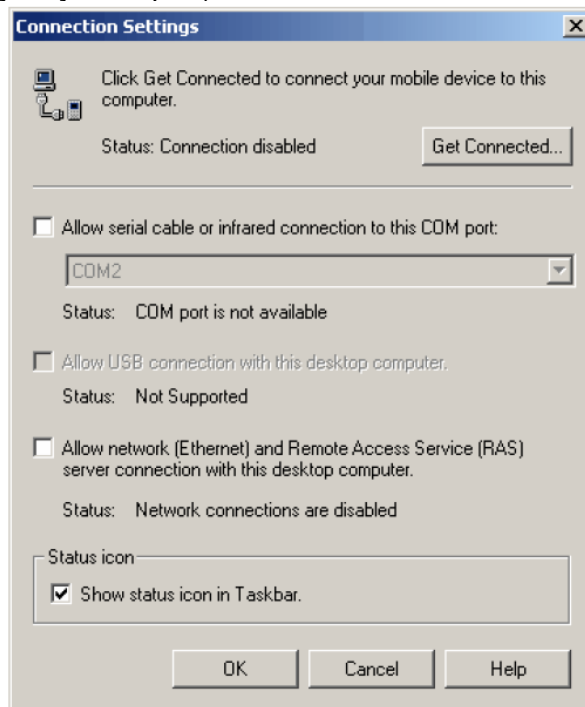 Connection Settings
Click Get Connected to connect your mobile device to this
computer.
Status: Connection disabled
Get Connected...
Allow serial cable or infrared connection to this COM port:
COM2
Status: COM port is not available
Allow USB connection with this desktop computer.
Status: Not Supported
Allow network (Ethernet) and Remote Access Service (RAS)
server connection with this desktop computer.
Status: Network connections are disabled
Status icon
Show status icon in Taskbar.
OK Cancel Help